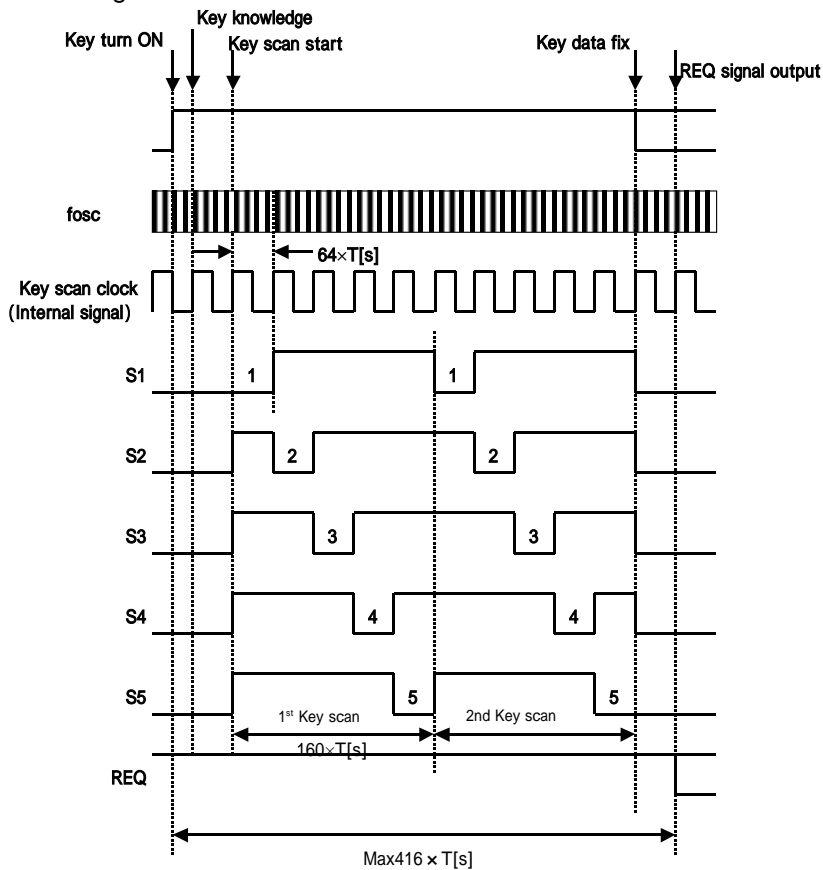 Key knowledge
Key turn ON
Key scan start
Key data fix
REQ signal output
fosc
64×T[s]
Key scan clock
(Internal signal)
S1
1
1
S2
2
2
S3
3
3
S4
4
4
S5
5
5
1st Key scan
2nd Key scan
160×T[s]
REQ
Max416 × T[s]